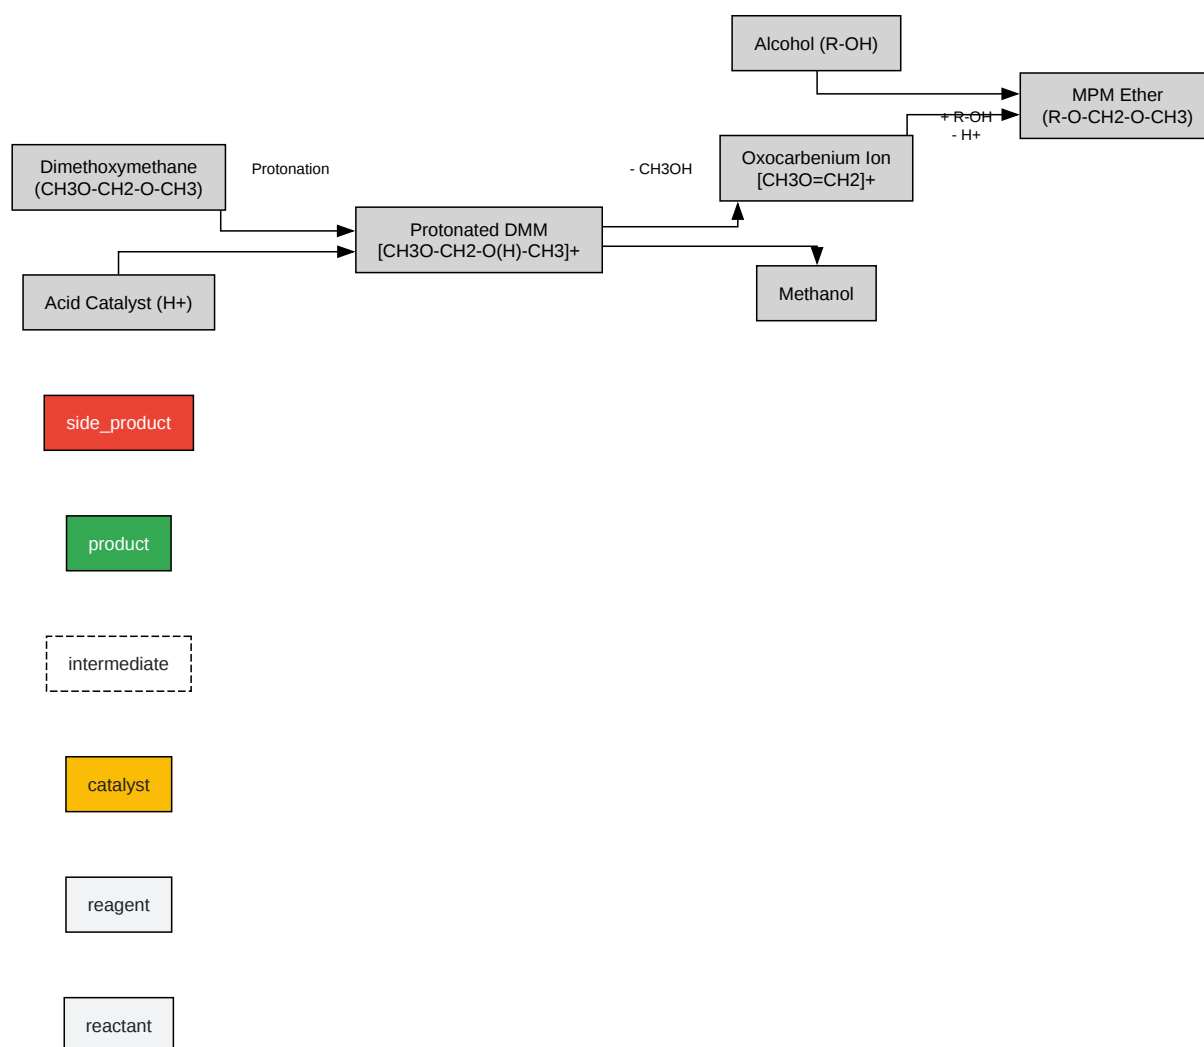 Alcohol (R-OH)
MPM Ether
(R-O-CH2-O-CH3)
+ R-OH
- H+
Oxocarbenium Ion
[CH3O=CH2]+
Dimethoxymethane
(CH3O-CH2-O-CH3)
Protonation
- CH3OH
Protonated DMM
[CH3O-CH2-O(H)-CH3]+
Acid Catalyst (H+)
Methanol
side_product
product
intermediate
catalyst
reagent
reactant